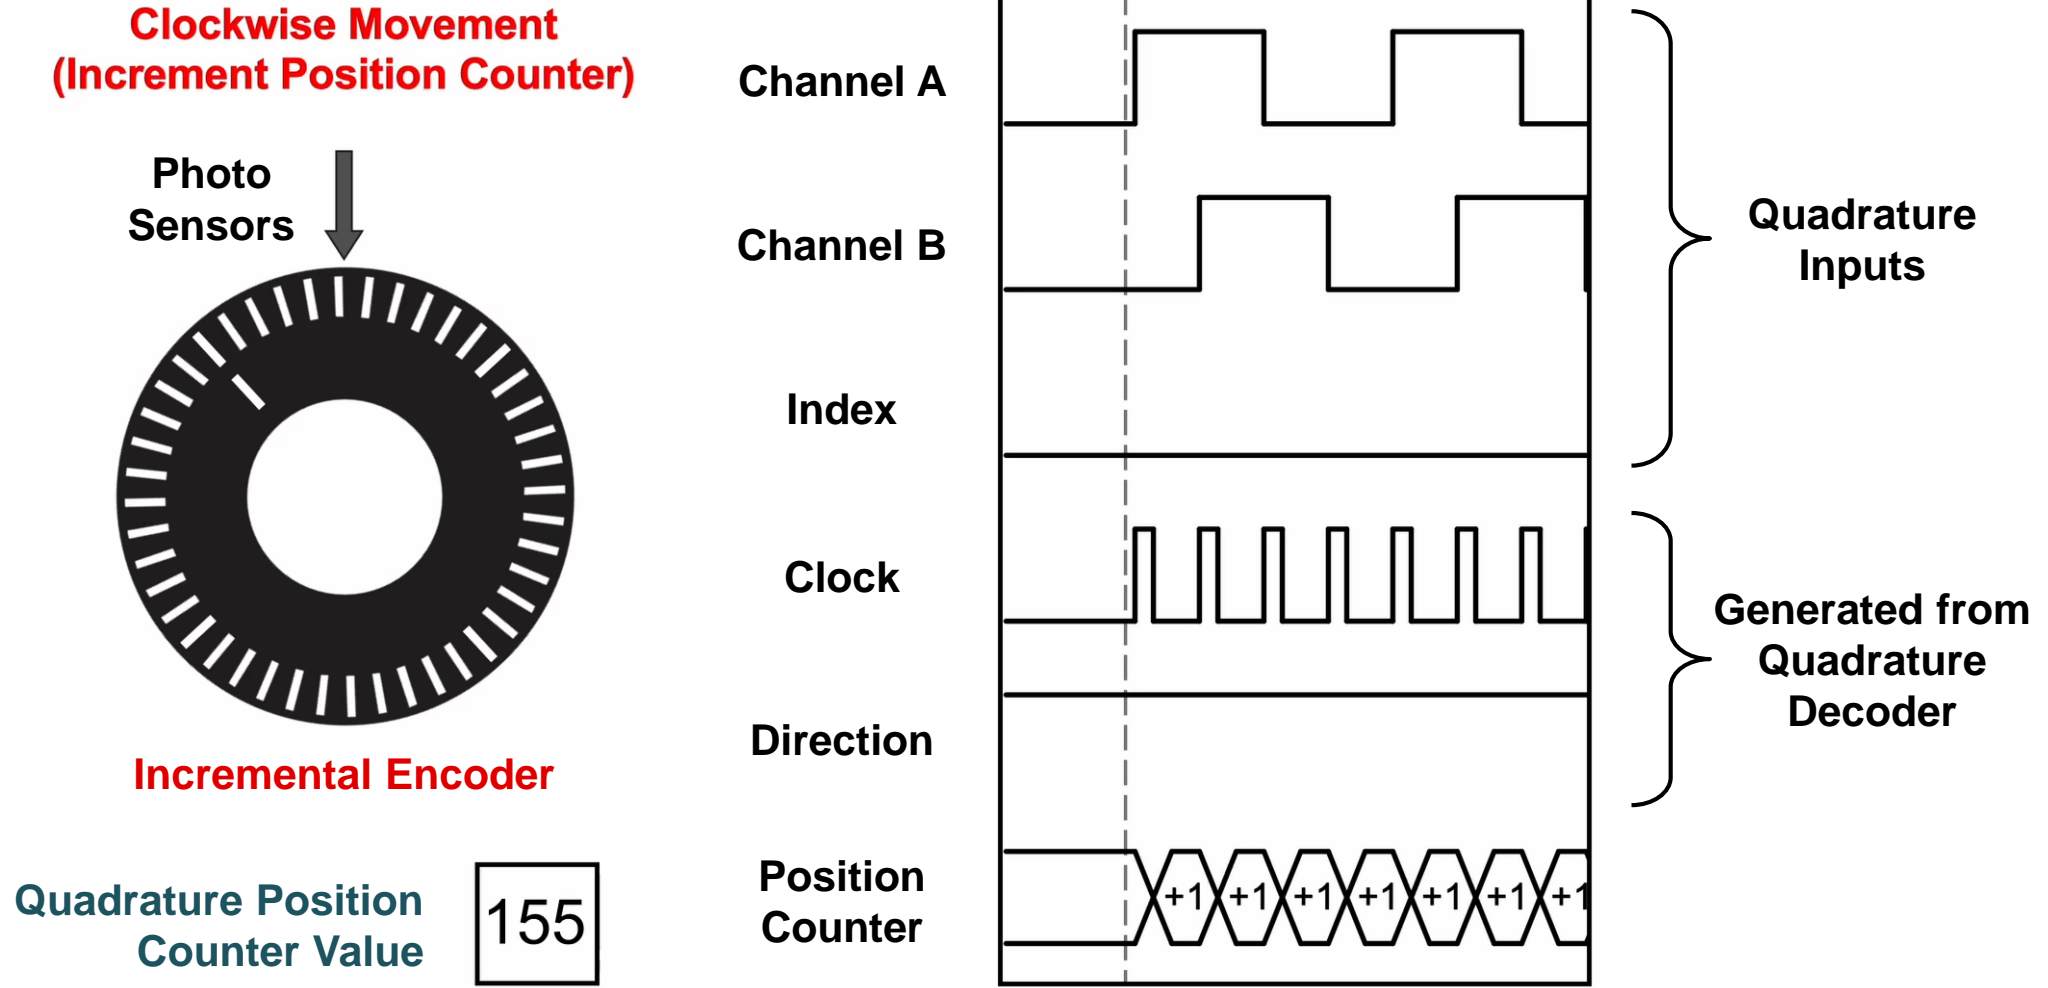 Clockwise Movement
(Increment Position Counter)
Photo
Sensors
Incremental Encoder
Quadrature Position
Counter Value
155
Channel A
Channel B
Index
Clock
Direction
Position
Counter
+1 +1 +1 +1 +1 +1 +1
Quadrature
Inputs
Generated from
Quadrature
Decoder